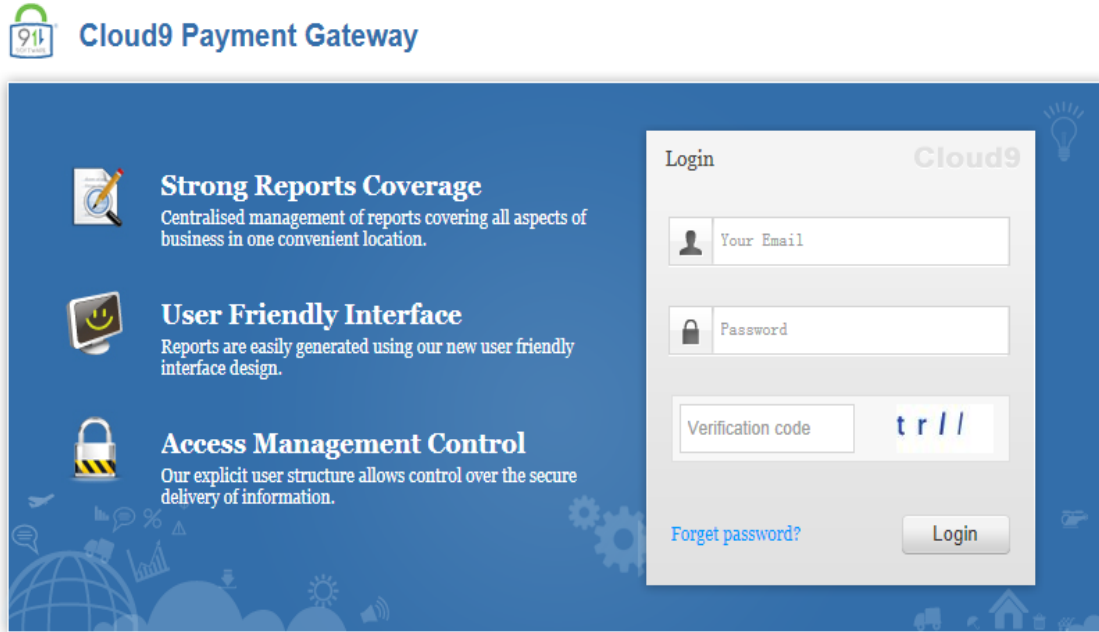 91
SOFTWARE
Cloud9 Payment Gateway
Strong Reports Coverage
Centralised management of reports covering all aspects of
business in one convenient location.
User Friendly Interface
Reports are easily generated using our new user friendly
interface design.
Access Management Control
Our explicit user structure allows control over the secure
delivery of information.
Login
Cloud9
Your Email
Password
Verification code
Forget password?
Login